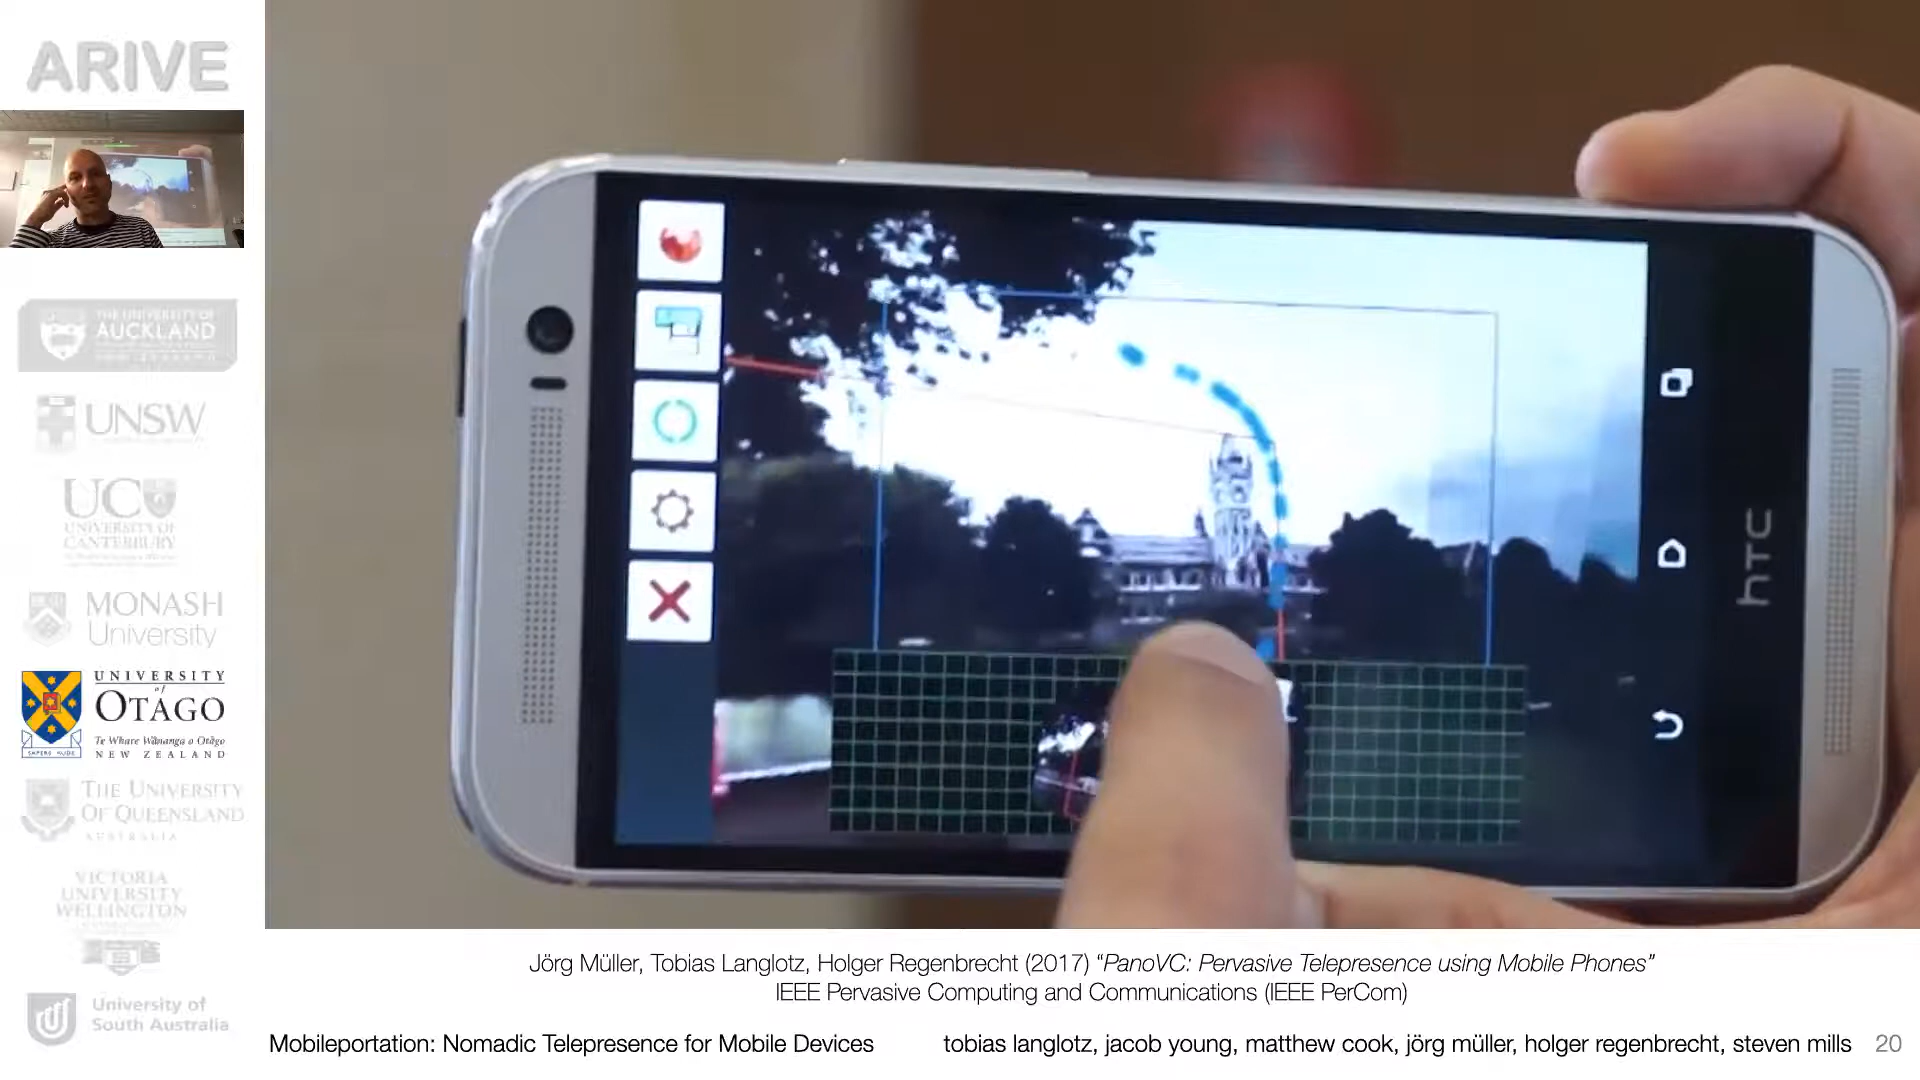 ARIVE
THE UNIVERSITY OF
AUCKLAND
UNSW
UC
UNIVERSITY OF
CANTERBURY
MONASH
University
UNIVERSITY
of
OTAGO
Te Whare Wānanga o Otāgo
NEW ZEALAND
SAPERE AUDE
THE UNIVERSITY
OF QUEENSLAND
AUSTRALIA
VICTORIA
UNIVERSITY
WELLINGTON
University of
South Australia
hTC
Jörg Müller, Tobias Langlotz, Holger Regenbrecht (2017) “PanoVC: Pervasive Telepresence using Mobile Phones”
IEEE Pervasive Computing and Communications (IEEE PerCom)
Mobileportation: Nomadic Telepresence for Mobile Devices
tobias langlotz, jacob young, matthew cook, jörg müller, holger regenbrecht, steven mills
20